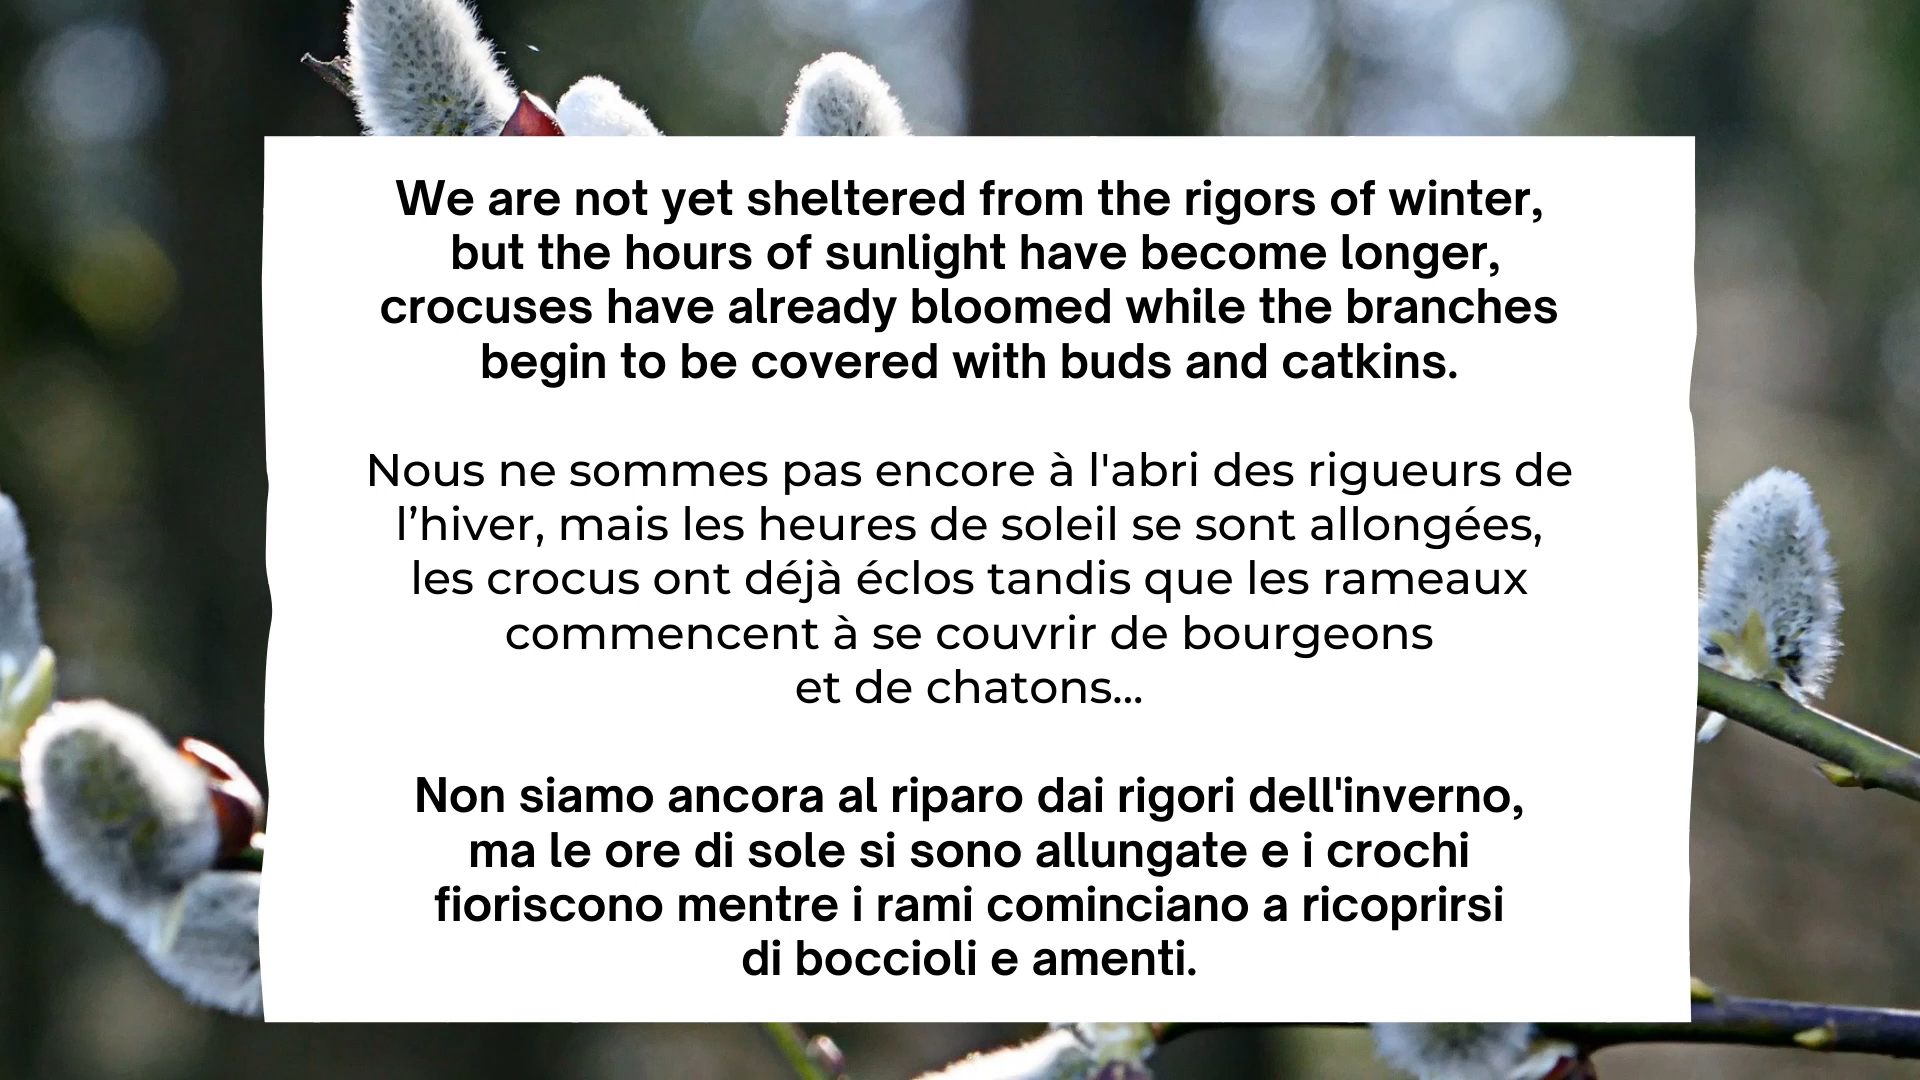 We are not yet sheltered from the rigors of winter,
but the hours of sunlight have become longer,
crocuses have already bloomed while the branches
begin to be covered with buds and catkins.
Nous ne sommes pas encore à l'abri des rigueurs de
l’hiver, mais les heures de soleil se sont allongées,
les crocus ont déjà éclos tandis que les rameaux
commencent à se couvrir de bourgeons
et de chatons...
Non siamo ancora al riparo dai rigori dell'inverno,
ma le ore di sole si sono allungate e i crochi
fioriscono mentre i rami cominciano a ricoprirsi
di boccioli e amenti.